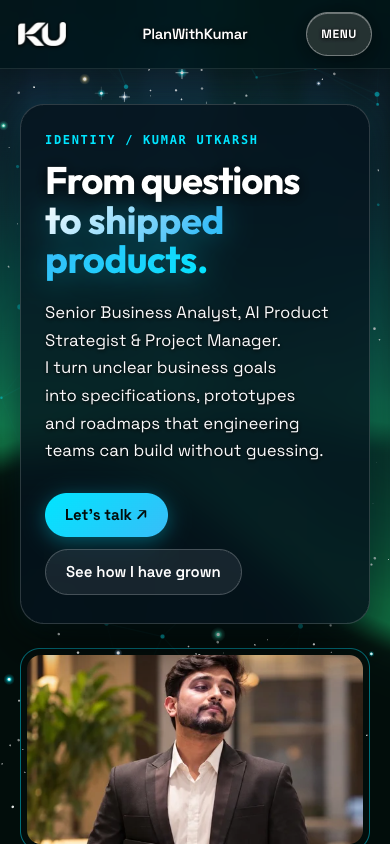 KU
PlanWithKumar
MENU
IDENTITY / KUMAR UTKARSH
From questions
to shipped
products.
Senior Business Analyst, AI Product
Strategist & Project Manager.
I turn unclear business goals
into specifications, prototypes
and roadmaps that engineering
teams can build without guessing.
Let's talk ↗
See how I have grown